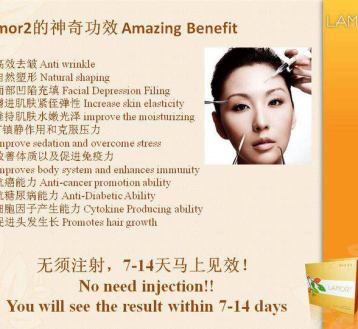 mor2的神奇功效 Amazing Benefit
高效去皱 Anti wrinkle
自然塑形 Natural shaping
面部凹陷充填 Facial Depression Filing
增进肌肤紧侄弹性 Increase skin elasticity
维持肌肤水嫩光泽 improve the moisturizing
镇静作用和克服压力
improve sedation and overcome stress
改善体质以及促进免疫力
improves body system and enhances immunity
抗癌能力 Anti-cancer promotion ability
抗糖尿病能力 Anti-Diabetic Ability
细胞因子产生能力 Cytokine Producing ability
促进头发生长 Promotes hair growth
无须注射，7-14天马上见效！
No need injection!!
You will see the result within 7-14 days
LAMOR
LAMOR